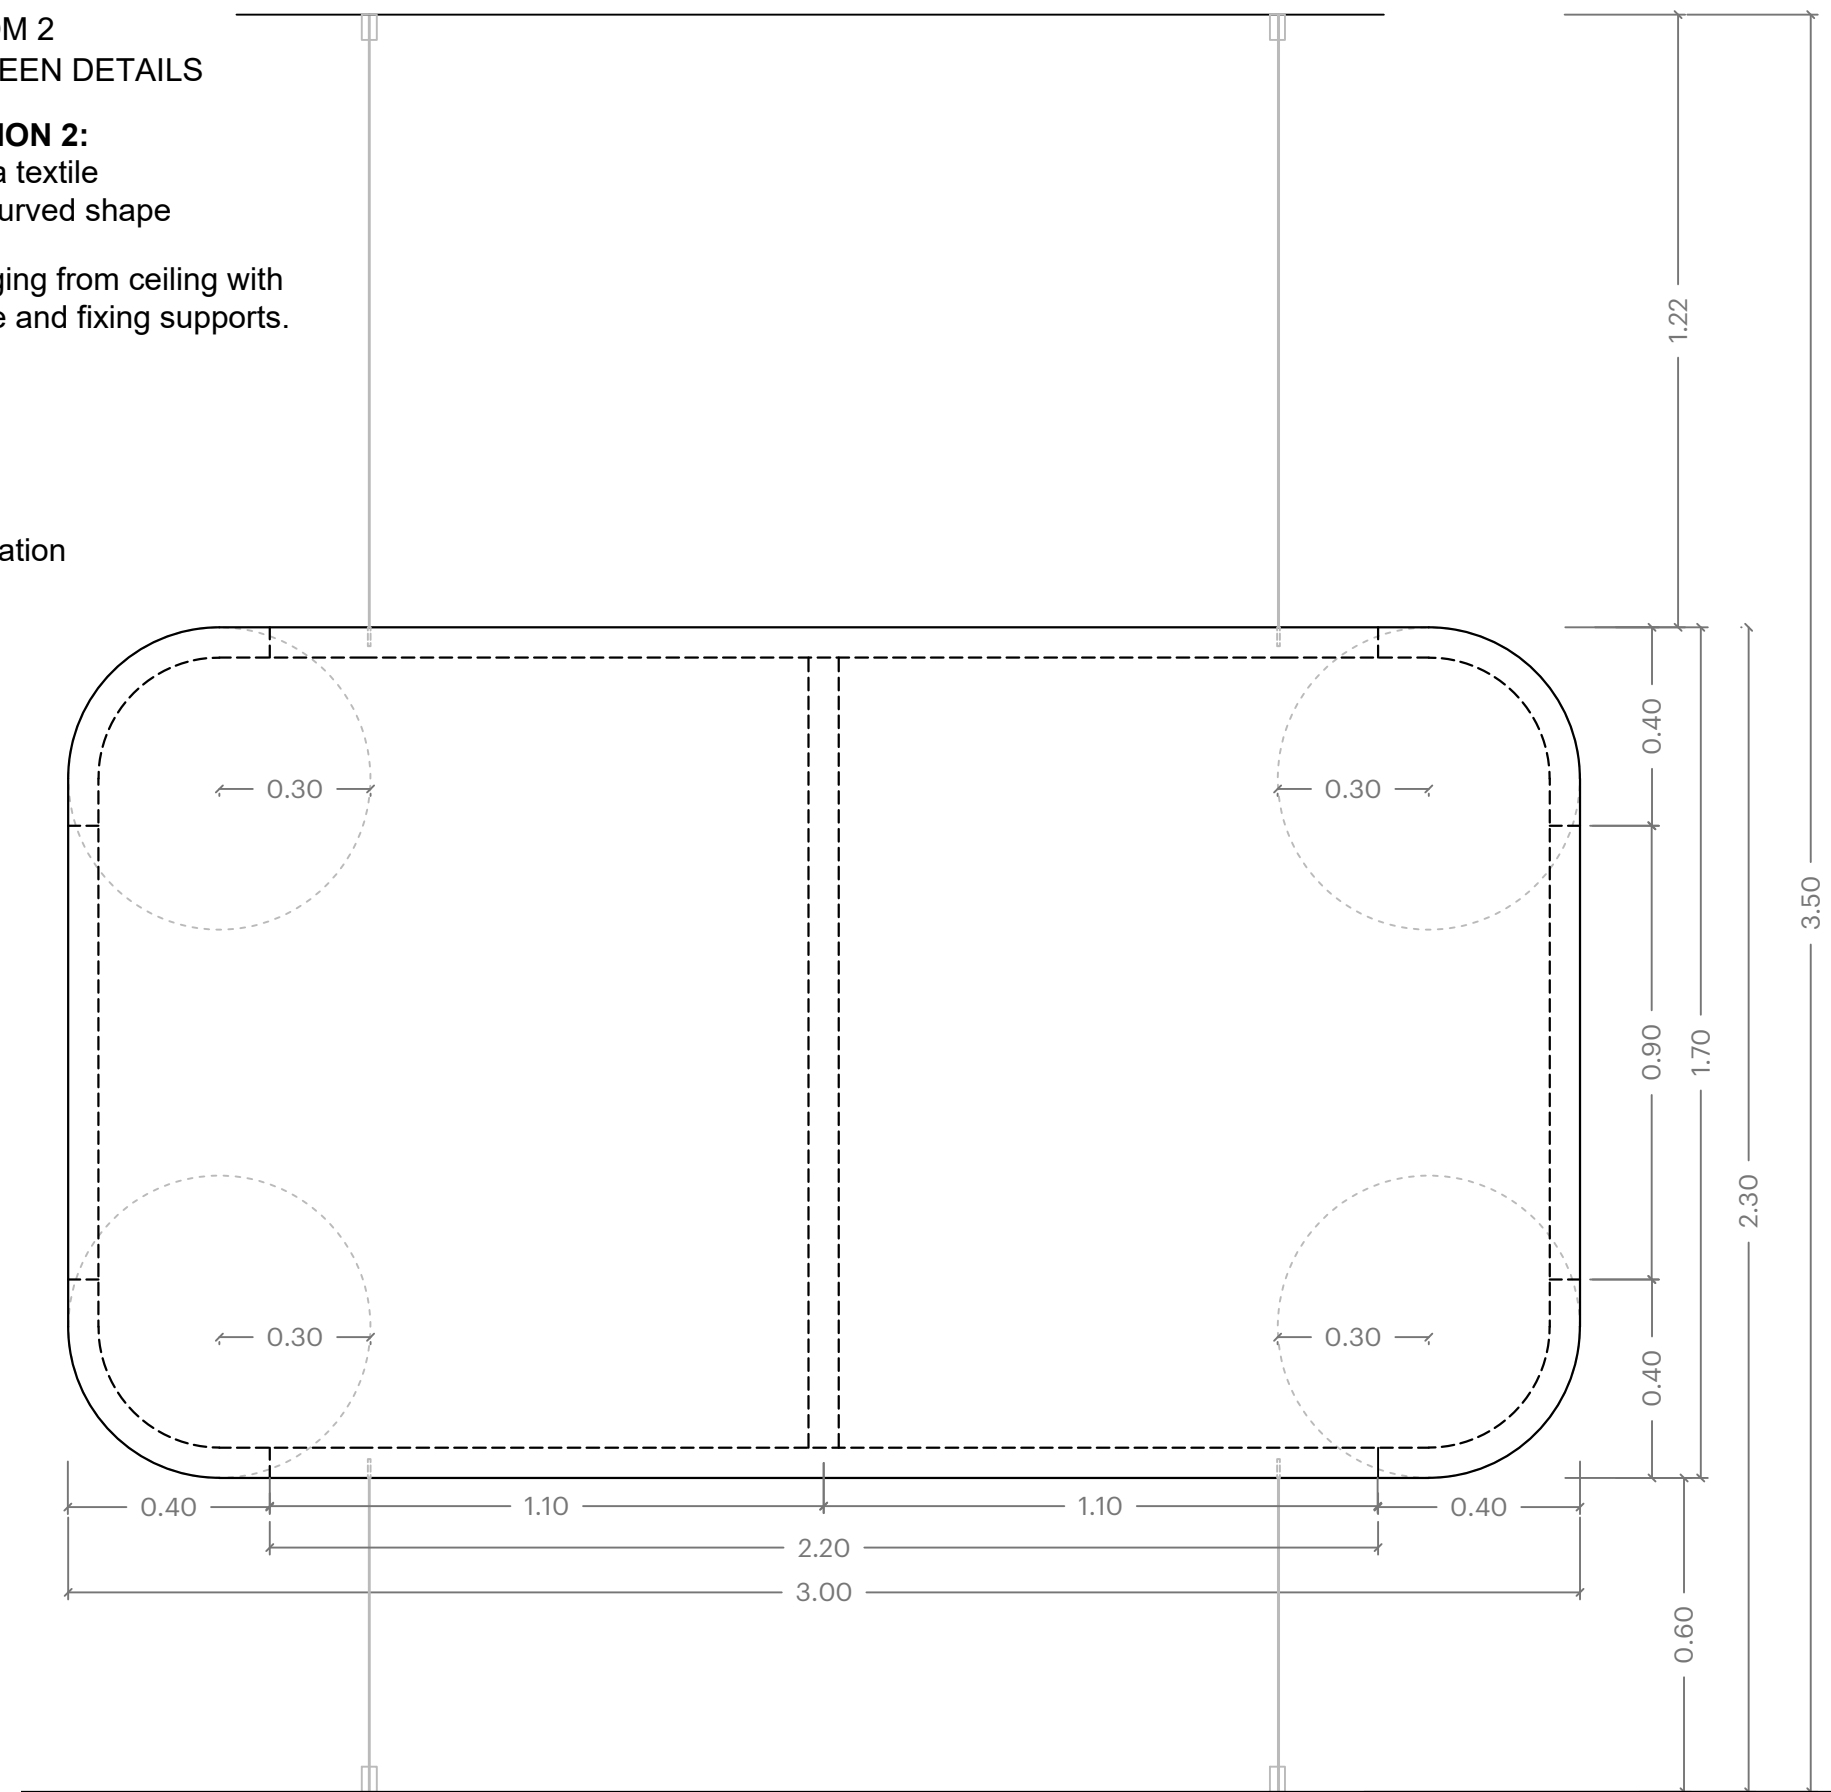 OM 2
EEN DETAILS
ION 2:
a textile
urved shape
ging from ceiling with
e and fixing supports.
ation
1.22
0.40
0.30
0.30
3.50
0.90
1.70
2.30
0.30
0.30
0.40
0.40
1.10
1.10
0.40
2.20
3.00
0.60